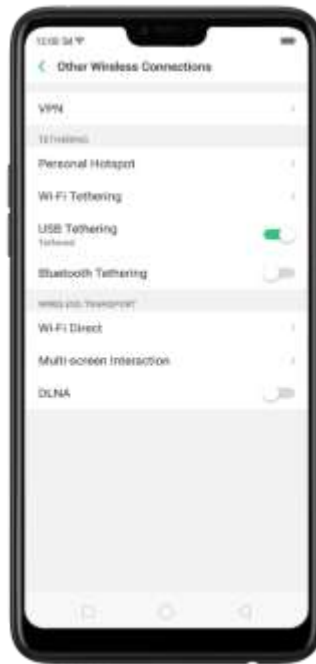 Other Wireless Connections
VPN
TETHERING
Personal Hotspot
Wi-Fi Tethering
USB Tethering
Tethered
Bluetooth Tethering
WIRELESS TRANSPORT
Wi-Fi Direct
Multi-screen Interaction
DLNA